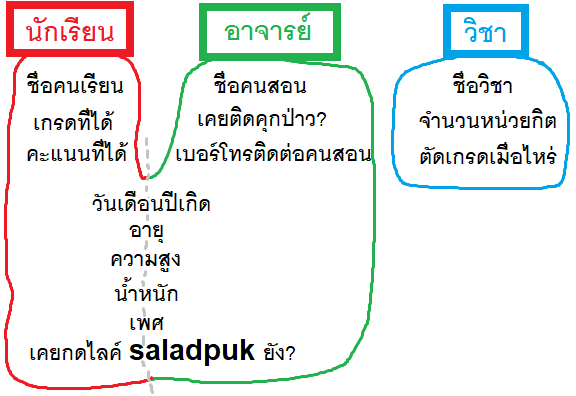 นักเรียน
อาจารย์
วิชา
ชื่อคนเรียน
เกรดที่ได้
คะแนนที่ได้
ชื่อคนสอน
เคยติดคุกป่าว?
เบอร์โทรติดต่อคนสอน
ชื่อวิชา
จำนวนหน่วยกิต
ตัดเกรดเมื่อไหร่
วันเดือนปีเกิด
อายุ
ความสูง
น้ำหนัก
เพศ
เคยกดไลค์ saladpuk ยัง?